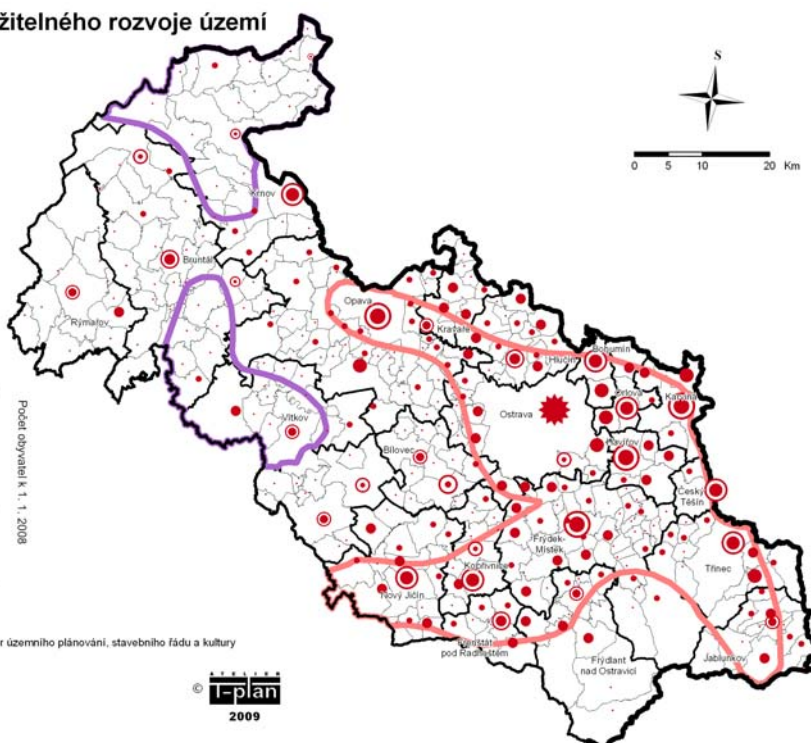 žitelného rozvoje území
S
0 5 10 20 Km
Krnov
Bruntál
Rýmařov
Opava
Kravaře
Hlučín
Bohumín
Orlová
Karviná
Ostrava
Havířov
Vítkov
Bílovec
Český
Těšín
Frýdek-
Místek
Třinec
Kopřivnice
Nový Jičín
Frenštát
pod Radhoštěm
Frýdlant
nad Ostravicí
Jablunkov
Počet obyvatel k 1. 1. 2008
r územního plánování, stavebního řádu a kultury
© ATELIER
T-plan
2009